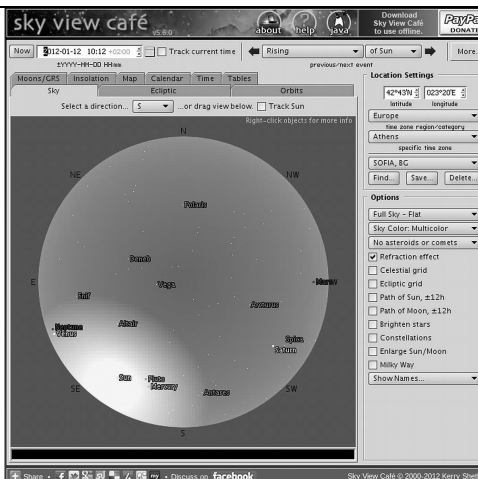 sky view café v5.6.0
about
help
java
Download
Sky View Café
to use offline.
PayPa
DONATE
Now
2012-01-12 10:12 +02:00
Track current time
Rising
of Sun
More.
±YYYY-MM-DD HH:mm
previous/next event
Moons/GRS Insolation Map Calendar Time Tables
Sky Ecliptic Orbits
Select a direction... S ...or drag view below. Track Sun
Right-click objects for more info
N
NE
NW
Polaris
Deneb
Vega
E
Enif
Arcturus
Altair
Neptune
Venus
Spica
Saturn
Sun
Pluto
Mercury
Antares
SE
SW
S
Location Settings
42°43'N 023°20'E
latitude longitude
Europe
time zone region/category
Athens
specific time zone
SOFIA, BG
Find... Save... Delete...
Options
Full Sky - Flat
Sky Color: Multicolor
No asteroids or comets
Refraction effect
Celestial grid
Ecliptic grid
Path of Sun, ±12h
Path of Moon, ±12h
Brighten stars
Constellations
Enlarge Sun/Moon
Milky Way
Show Names...
Share
Discuss on facebook
Sky View Café © 2000-2012 Kerry Shet